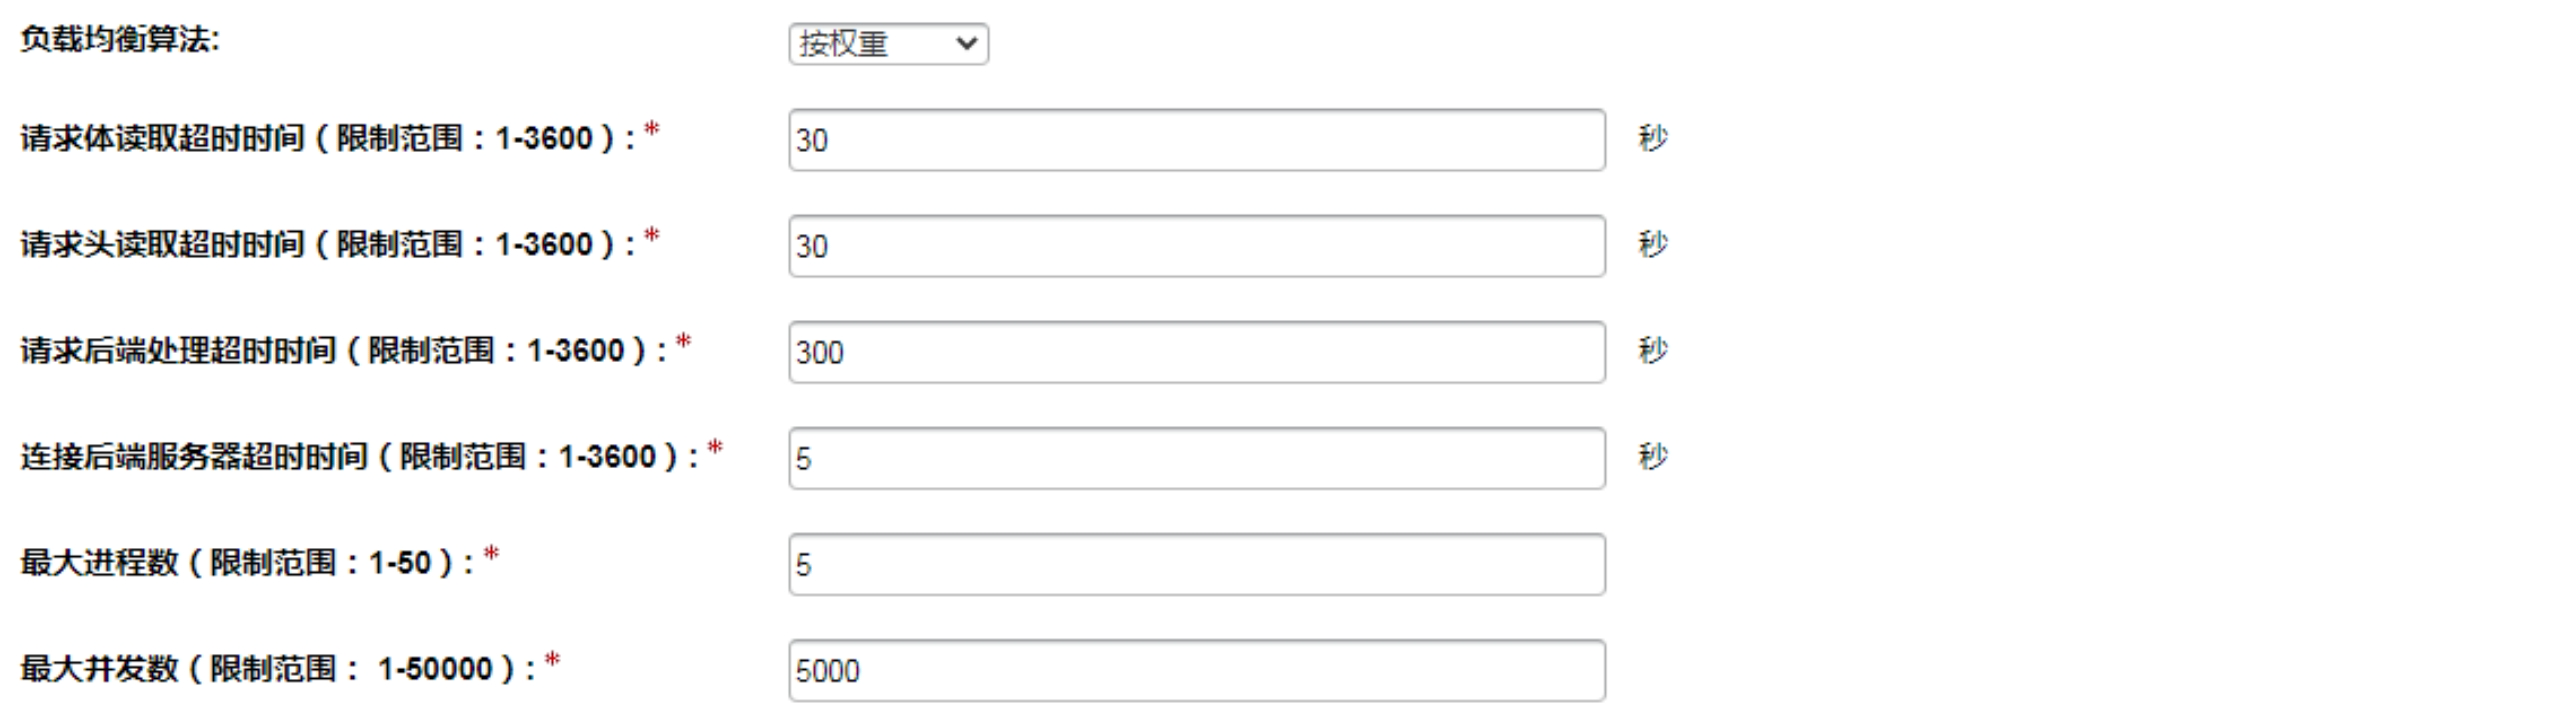 负载均衡算法: 按权重
请求体读取超时时间（限制范围：1-3600）：* 30 秒
请求头读取超时时间（限制范围：1-3600）：* 30 秒
请求后端处理超时时间（限制范围：1-3600）：* 300 秒
连接后端服务器超时时间（限制范围：1-3600）：* 5 秒
最大进程数（限制范围：1-50）：* 5
最大并发数（限制范围： 1-50000）：* 5000